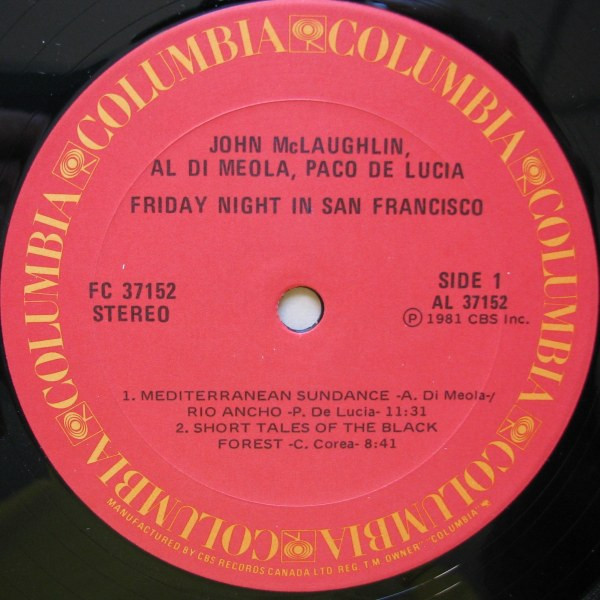 COLUMBIA COLUMBIA COLUMBIA COLUMBIA COLUMBIA COLUMBIA COLUMBIA
JOHN McLAUGHLIN,
AL DI MEOLA, PACO DE LUCIA
FRIDAY NIGHT IN SAN FRANCISCO
FC 37152
STEREO
SIDE 1
AL 37152
Ⓟ 1981 CBS Inc.
1. MEDITERRANEAN SUNDANCE -A. Di Meola-/
RIO ANCHO -P. De Lucia- 11:31
2. SHORT TALES OF THE BLACK
FOREST -C. Corea- 8:41
MANUFACTURED BY CBS RECORDS CANADA LTD. REG. T.M. OWNER "COLUMBIA"